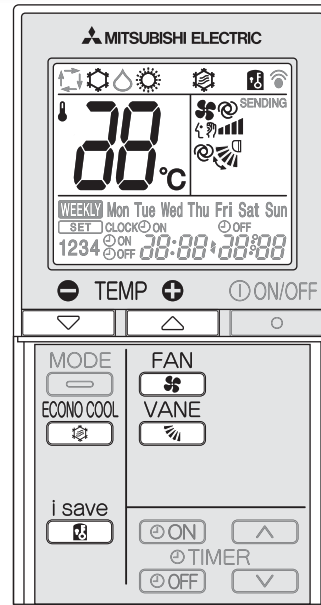 MITSUBISHI ELECTRIC
SENDING
88°C
WEEKLY Mon Tue Wed Thu Fri Sat Sun
SET CLOCK ON OFF
1234 ON OFF 88:88 88:88
TEMP ON/OFF
MODE FAN
ECONO COOL VANE
i save
ON
TIMER
OFF